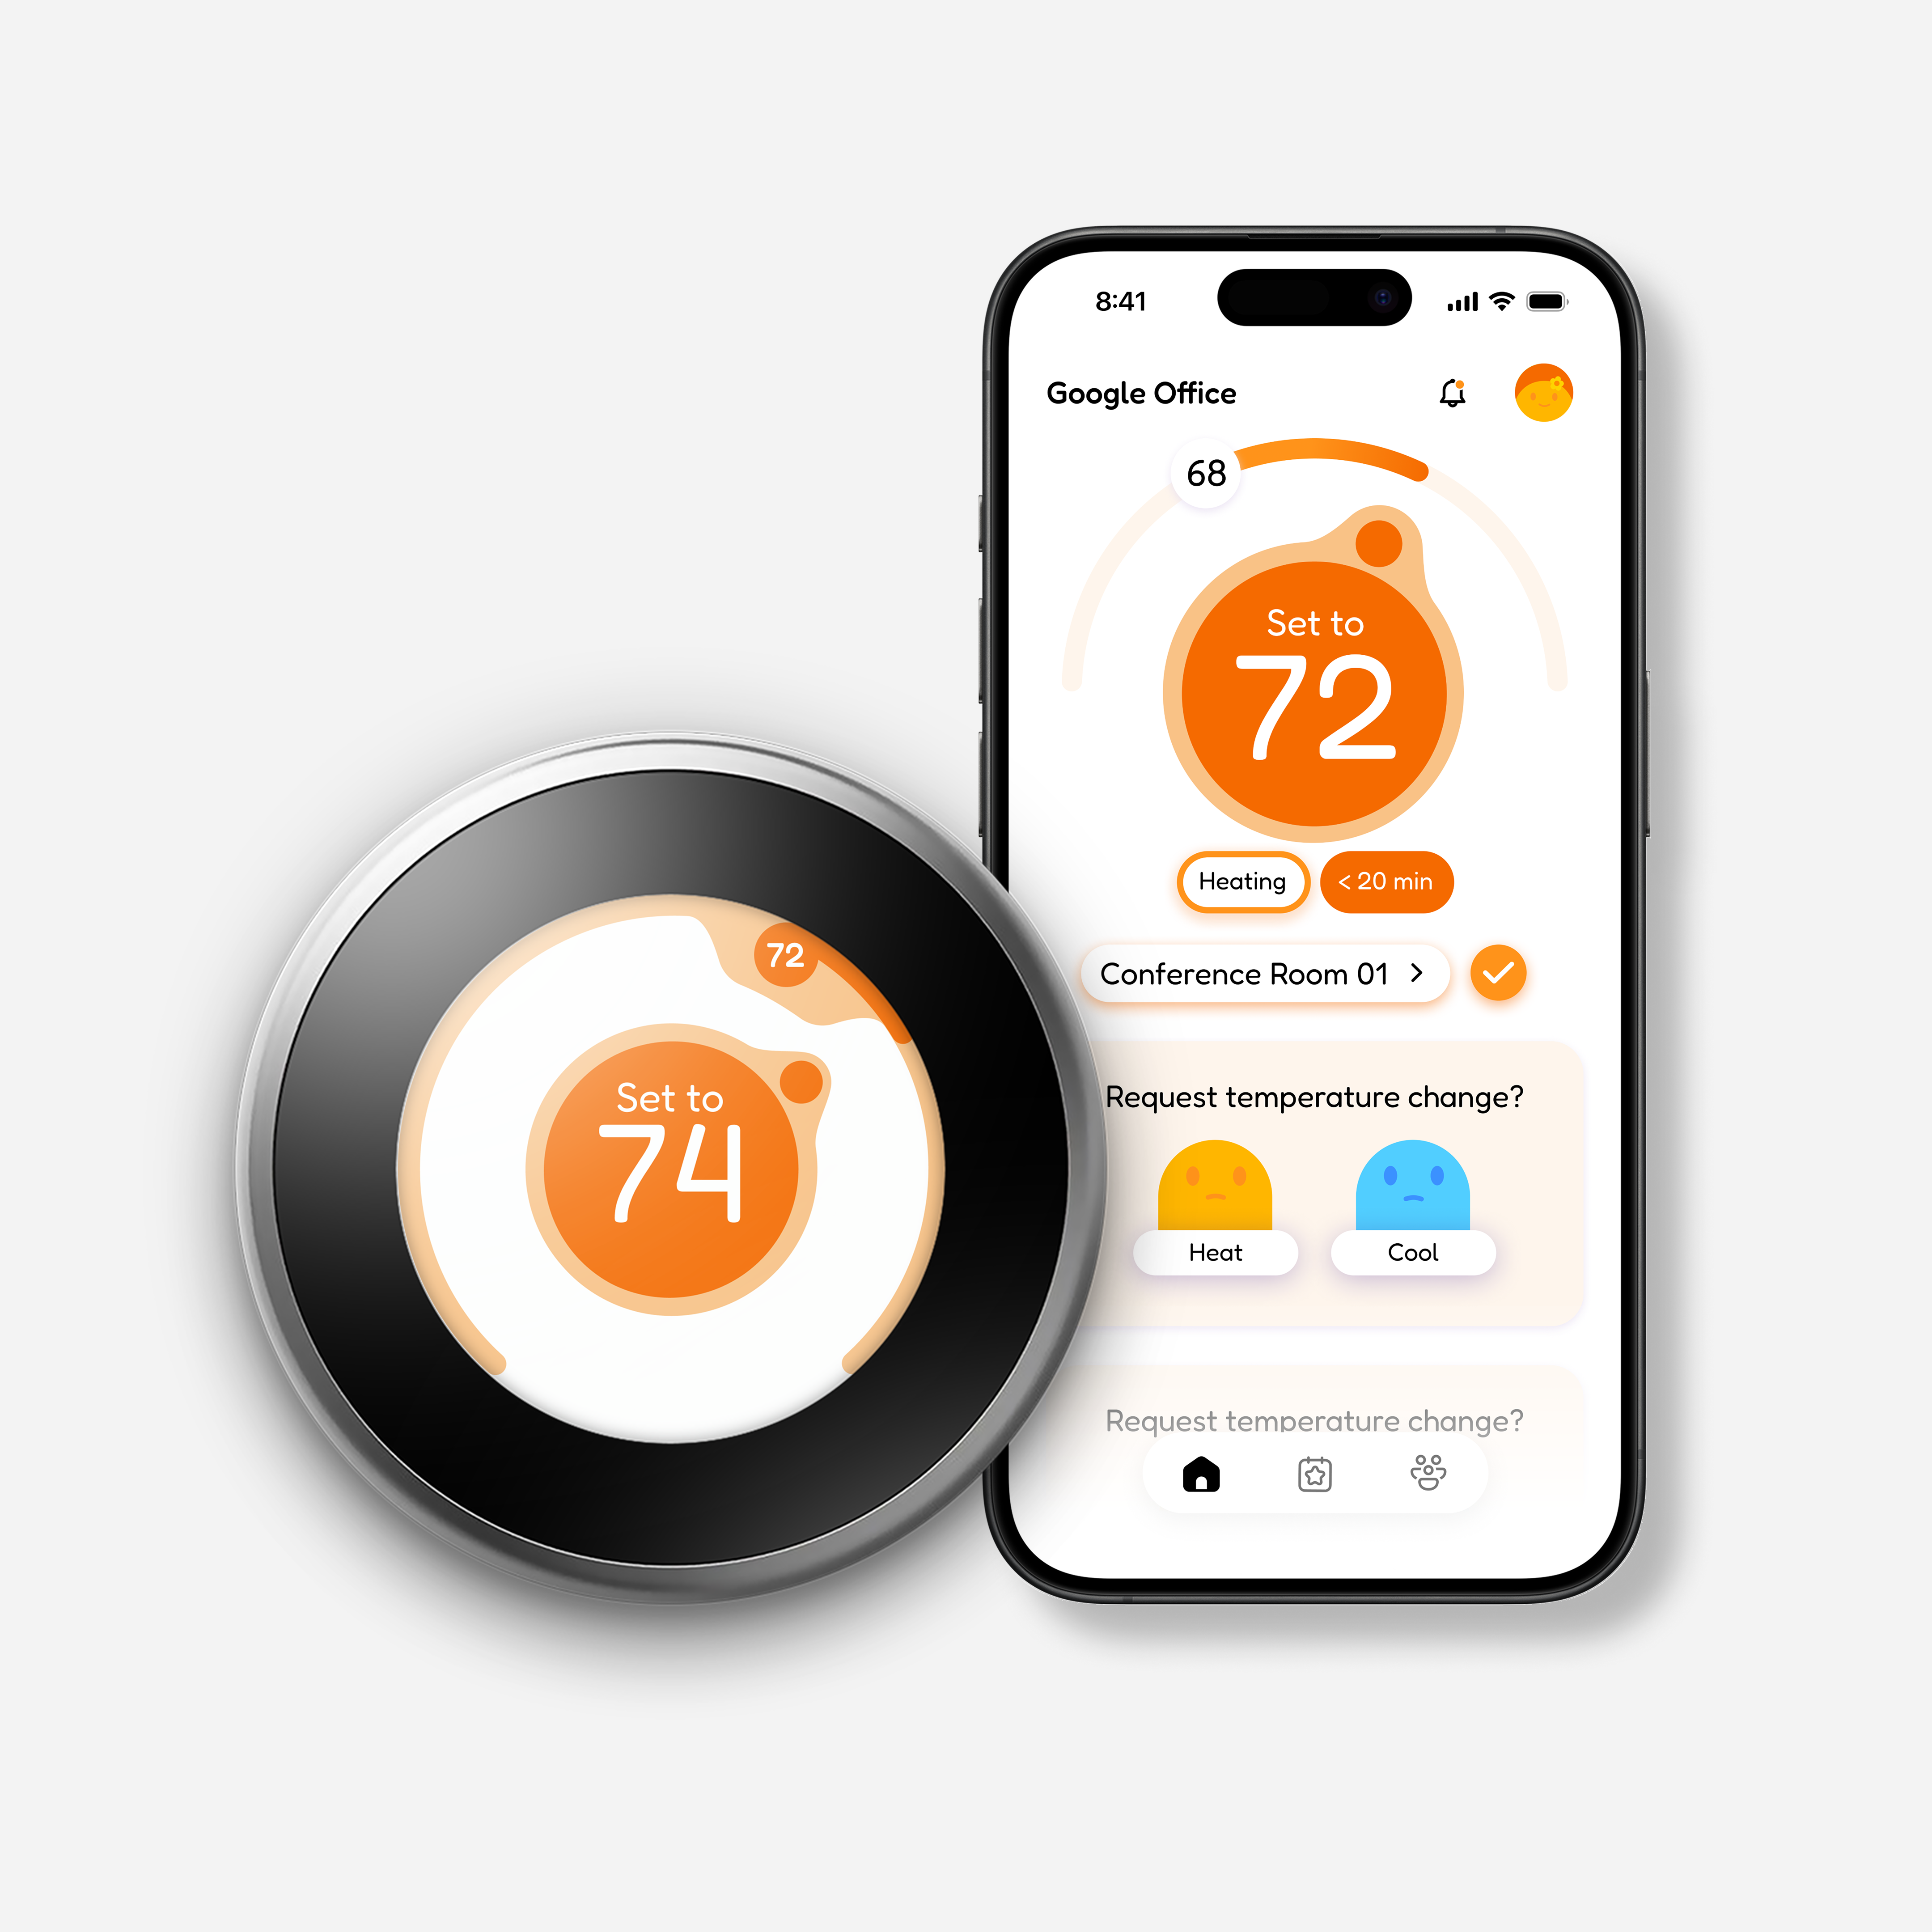 8:41
Google Office
68
Set to
72
Heating
< 20 min
Conference Room 01
Request temperature change?
Heat
Cool
Request temperature change?
72
Set to
74